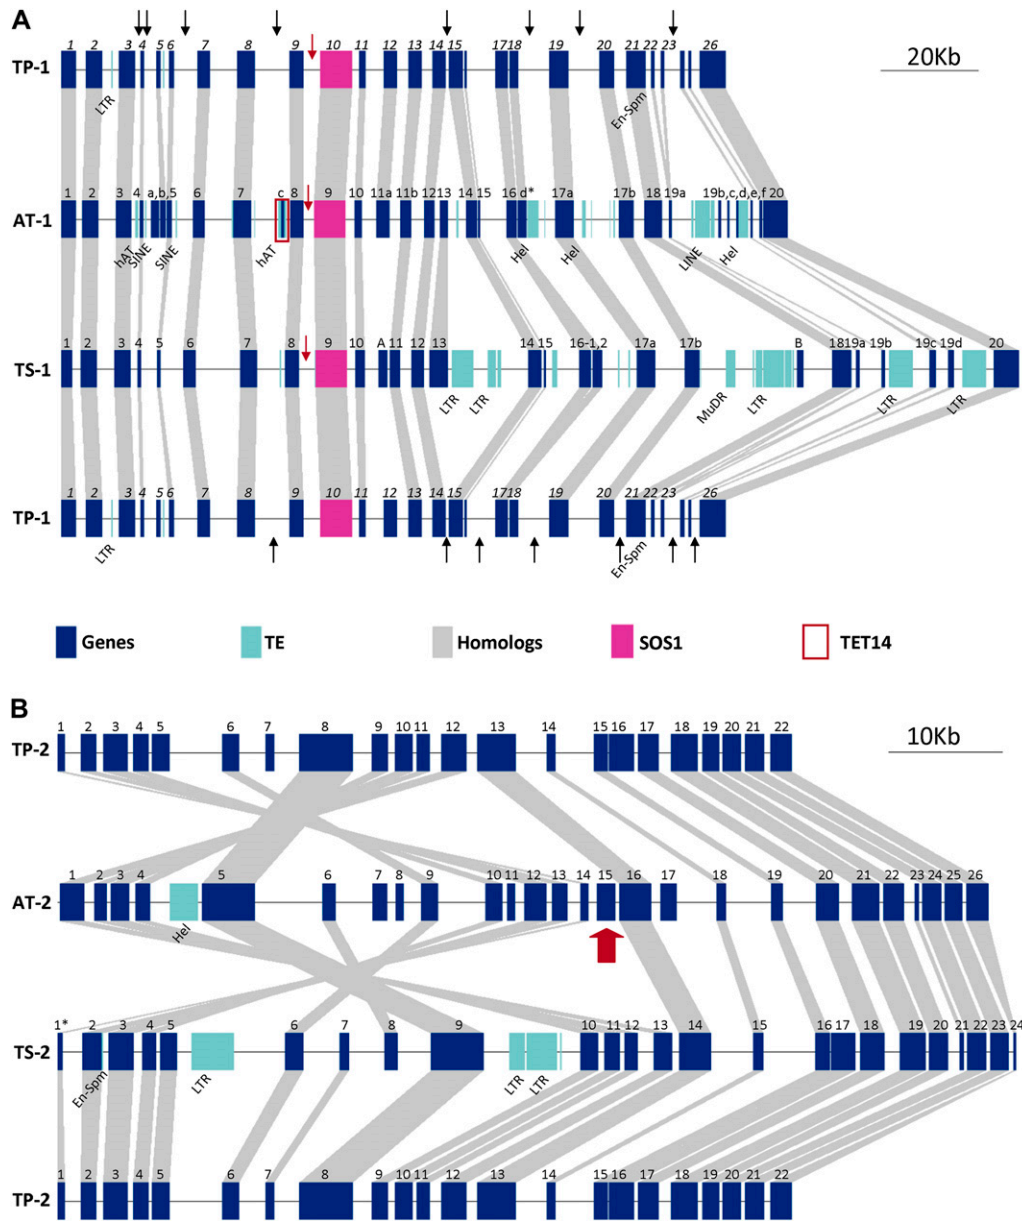 A
1 2 3 4 5 6 7 8 9 10 11 12 13 14 15 17 18 19 20 21 22 23 26
TP-1
20Kb
LTR En-Spm
1 2 3 4 a,b, 5 6 7 c 8 9 10 11a 11b 12 13 14 15 16 d* 17a 17b 18 19a 19b,c,d,e,f 20
AT-1
hAT SINE SINE hAT Hel Hel LINE Hel
1 2 3 4 5 6 7 8 9 10 A 11 12 13 14 15 16-1,2 17a 17b B 18 19a 19b 19c 19d 20
TS-1
LTR LTR MuDR LTR LTR LTR
1 2 3 4 5 6 7 8 9 10 11 12 13 14 15 17 18 19 20 21 22 23 26
TP-1
LTR En-Spm
Genes TE Homologs SOS1 TET14
B
1 2 3 4 5 6 7 8 9 10 11 12 13 14 15 16 17 18 19 20 21 22
TP-2
10Kb
1 2 3 4 5 6 7 8 9 10 11 12 13 14 15 16 17 18 19 20 21 22 23 24 25 26
AT-2
Hel
1* 2 3 4 5 6 7 8 9 10 11 12 13 14 15 16 17 18 19 20 21 22 23 24
TS-2
En-Spm LTR LTR LTR
1 2 3 4 5 6 7 8 9 10 11 12 13 14 15 16 17 18 19 20 21 22
TP-2